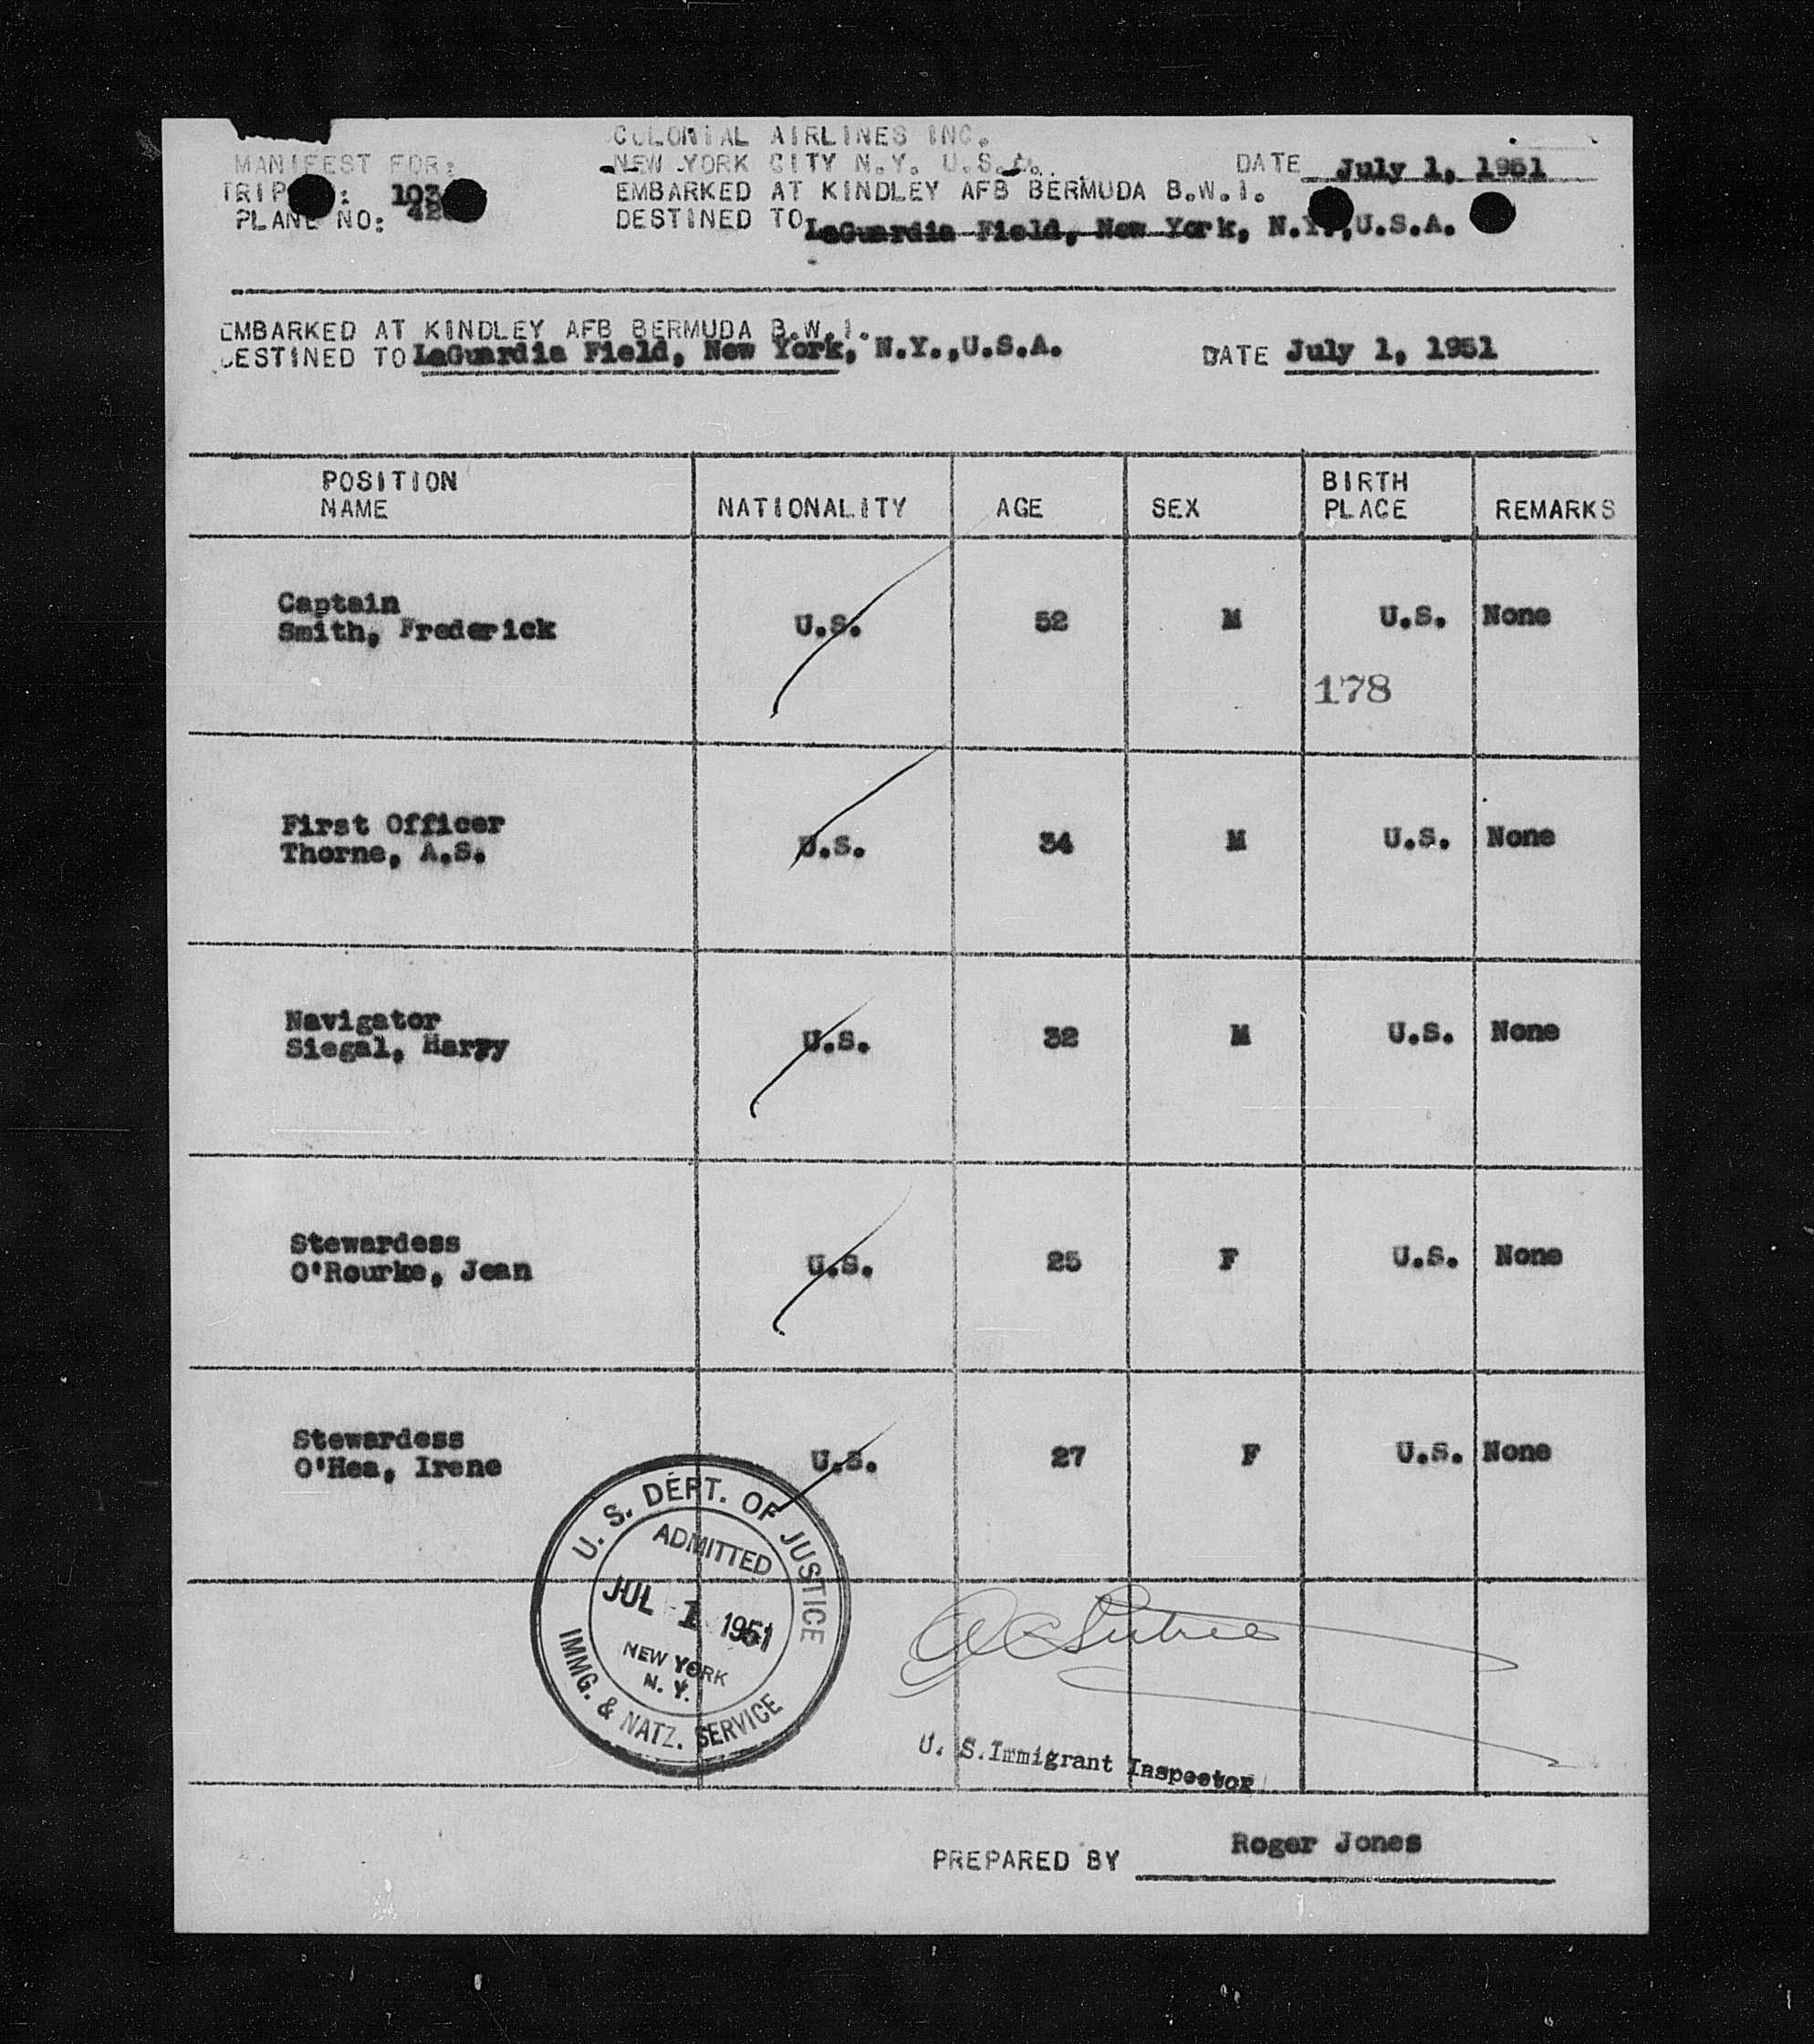 COLONIAL AIRLINES INC.
MANIFEST FOR: NEW YORK CITY N.Y. U.S.A. DATE July 1, 1951
TRIP : 103 EMBARKED AT KINDLEY AFB BERMUDA B.W.I.
PLANE NO: 42 DESTINED TO LaGuardia Field, New York, N.Y.,U.S.A.
EMBARKED AT KINDLEY AFB BERMUDA B.W.I.
DESTINED TO LaGuardia Field, New York, N.Y.,U.S.A. DATE July 1, 1951
POSITION NAME NATIONALITY AGE SEX BIRTH PLACE REMARKS
Captain
Smith, Frederick U.S. 52 M U.S. None
178
First Officer
Thorne, A.S. U.S. 34 M U.S. None
Navigator
Siegal, Harry U.S. 32 M U.S. None
Stewardess
O'Rourke, Jean U.S. 25 F U.S. None
Stewardess
O'Hea, Irene U.S. 27 F U.S. None
U. S. DEPT. OF JUSTICE
ADMITTED
JUL 1 1951
NEW YORK
N. Y.
IMMG. & NATZ. SERVICE
U. S. Immigrant Inspector
PREPARED BY Roger Jones